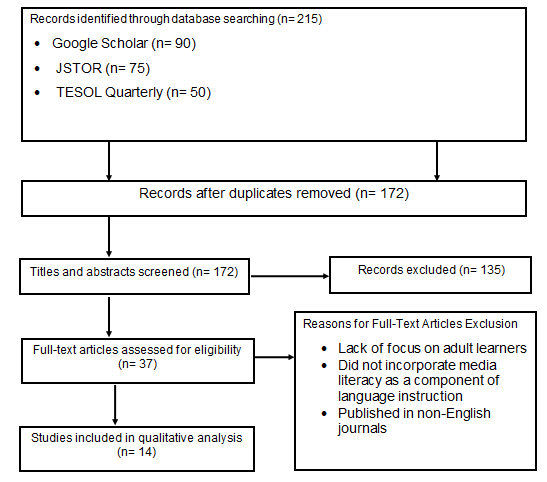 Records identified through database searching (n= 215)
• Google Scholar (n= 90)
• JSTOR (n= 75)
• TESOL Quarterly (n= 50)
Records after duplicates removed (n= 172)
Titles and abstracts screened (n= 172)
Records excluded (n= 135)
Full-text articles assessed for eligibility
(n= 37)
Reasons for Full-Text Articles Exclusion
• Lack of focus on adult learners
• Did not incorporate media
literacy as a component of
language instruction
• Published in non-English
journals
Studies included in qualitative analysis
(n= 14)